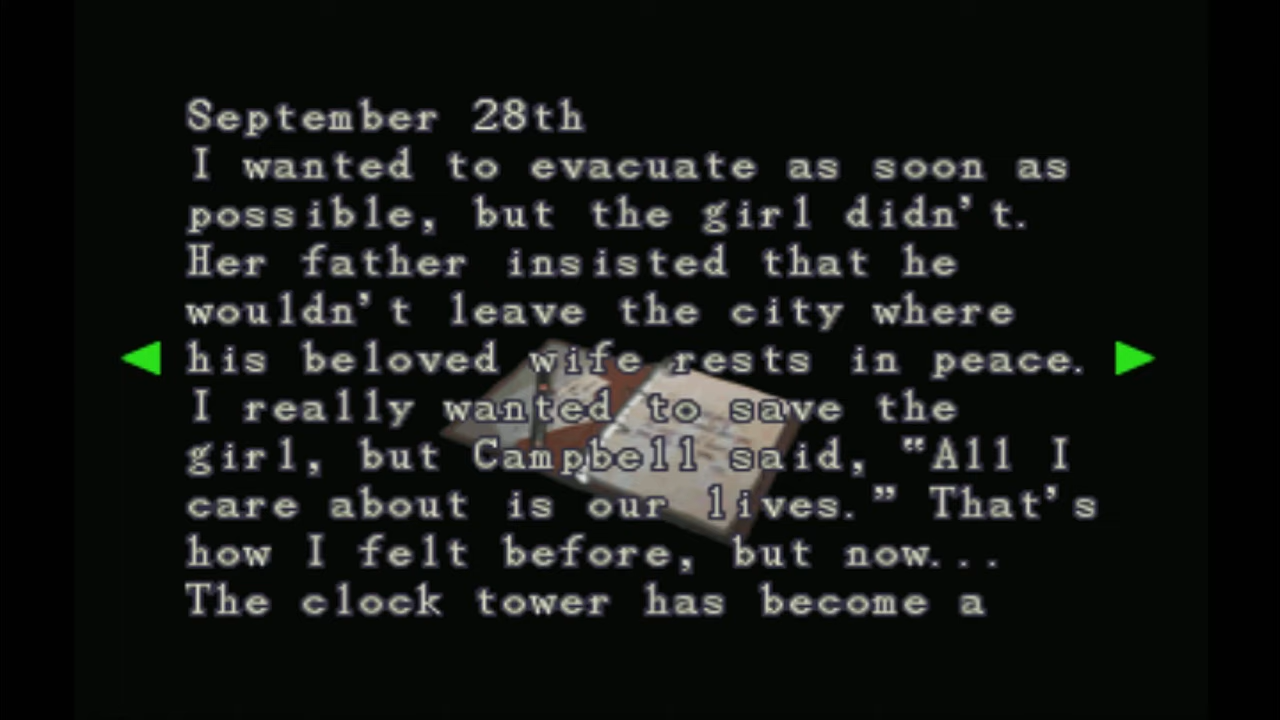 September 28th
I wanted to evacuate as soon as
possible, but the girl didn't.
Her father insisted that he
wouldn't leave the city where
his beloved wife rests in peace.
I really wanted to save the
girl, but Campbell said, "All I
care about is our lives." That's
how I felt before, but now...
The clock tower has become a